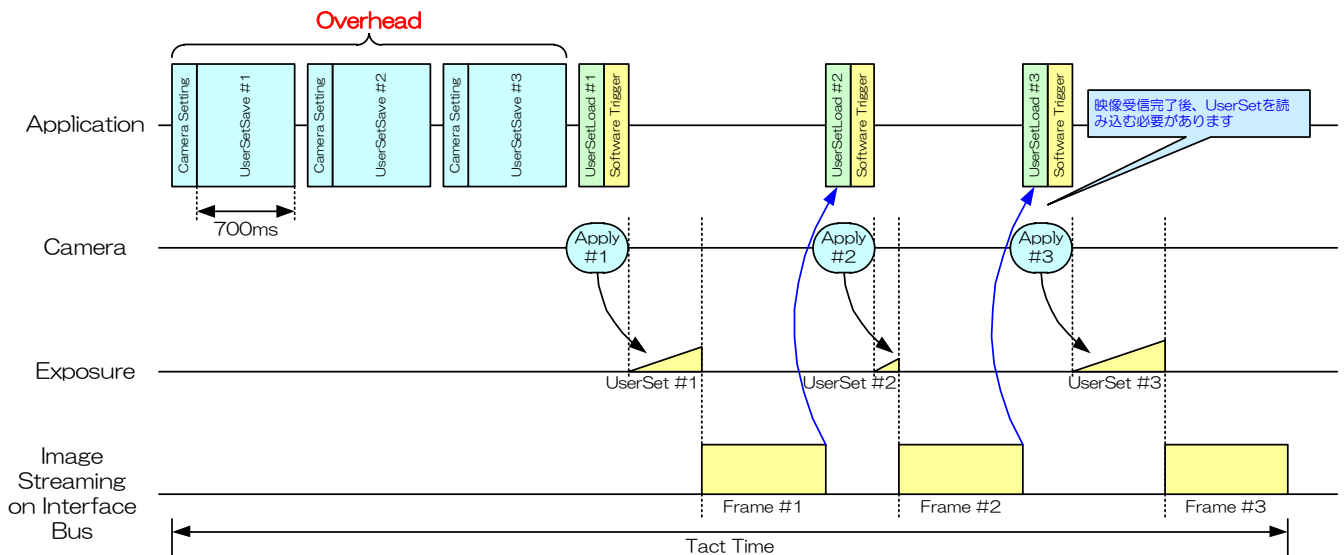 Overhead
Application
Camera Setting
UserSetSave #1
Camera Setting
UserSetSave #2
Camera Setting
UserSetSave #3
UserSetLoad #1
Software Trigger
UserSetLoad #2
Software Trigger
UserSetLoad #3
Software Trigger
映像受信完了後、UserSetを読
み込む必要があります
700ms
Camera
Apply
#1
Apply
#2
Apply
#3
Exposure
UserSet #1
UserSet #2
UserSet #3
Image
Streaming
on Interface
Bus
Frame #1
Frame #2
Frame #3
Tact Time